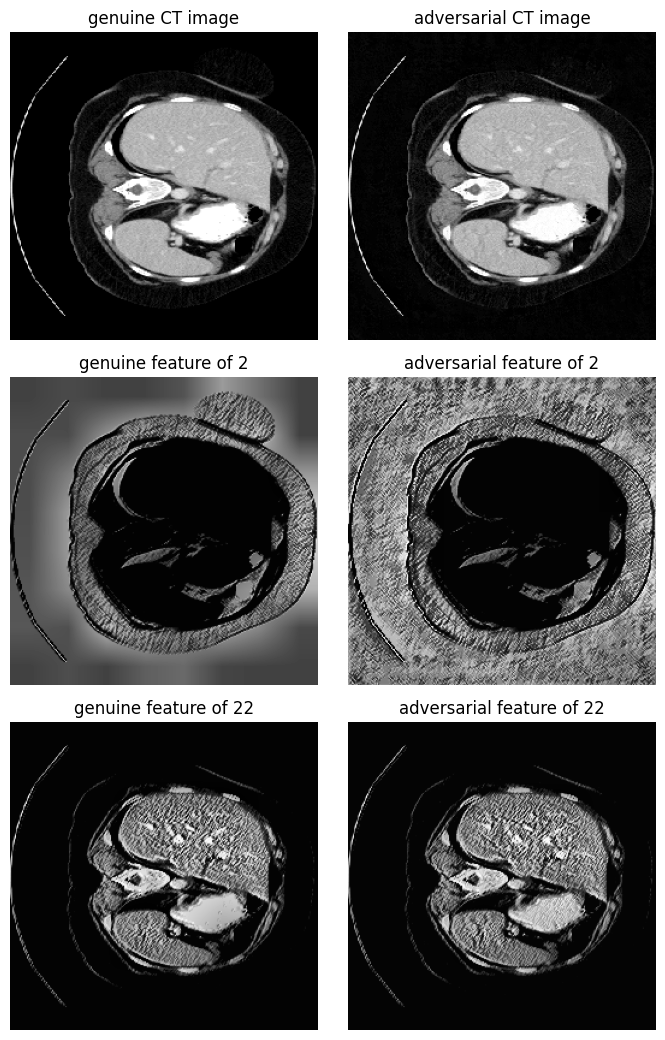 genuine CT image
adversarial CT image
genuine feature of 2
adversarial feature of 2
genuine feature of 22
adversarial feature of 22